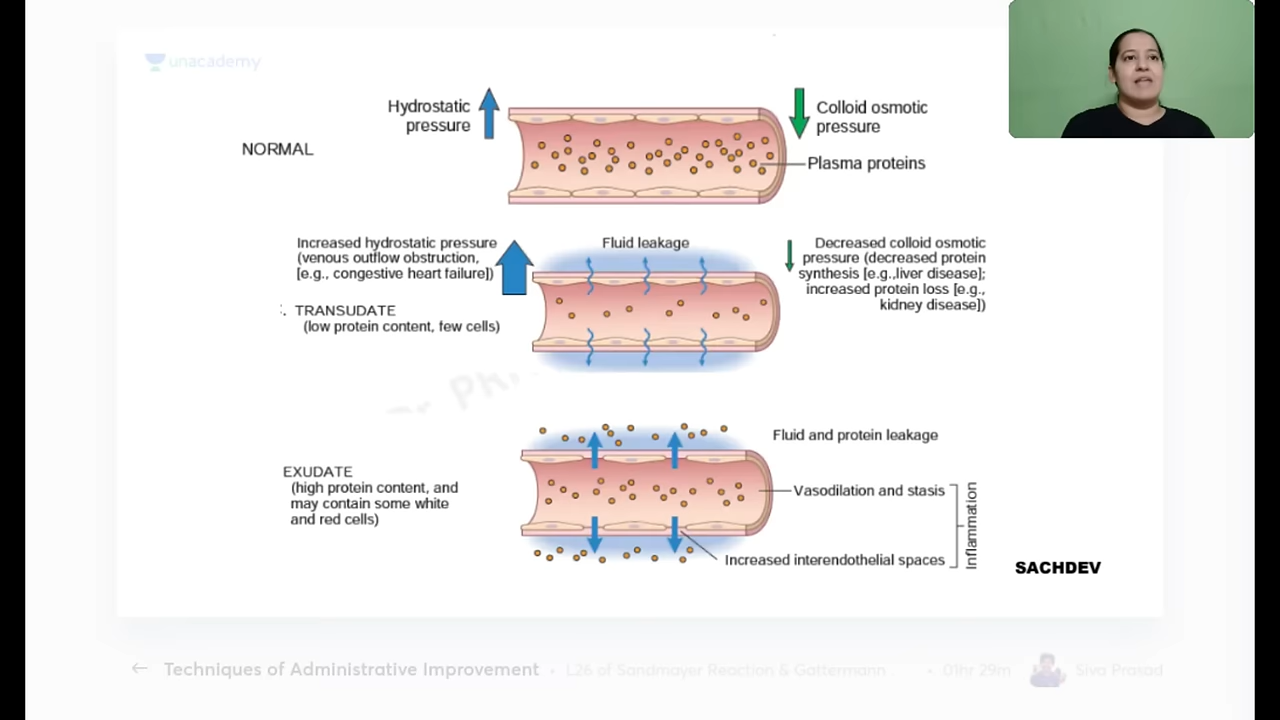 unacademy
Hydrostatic
pressure
Colloid osmotic
pressure
NORMAL
Plasma proteins
Increased hydrostatic pressure
(venous outflow obstruction,
[e.g., congestive heart failure])
Fluid leakage
Decreased colloid osmotic
pressure (decreased protein
synthesis [e.g.,liver disease];
increased protein loss [e.g.,
kidney disease])
TRANSUDATE
(low protein content, few cells)
Fluid and protein leakage
EXUDATE
(high protein content, and
may contain some white
and red cells)
Vasodilation and stasis
Inflammation
Increased interendothelial spaces
SACHDEV
Techniques of Administrative Improvement • L26 of Sandmayer Reaction & Gattermann • 01hr 29m Siva Prasad